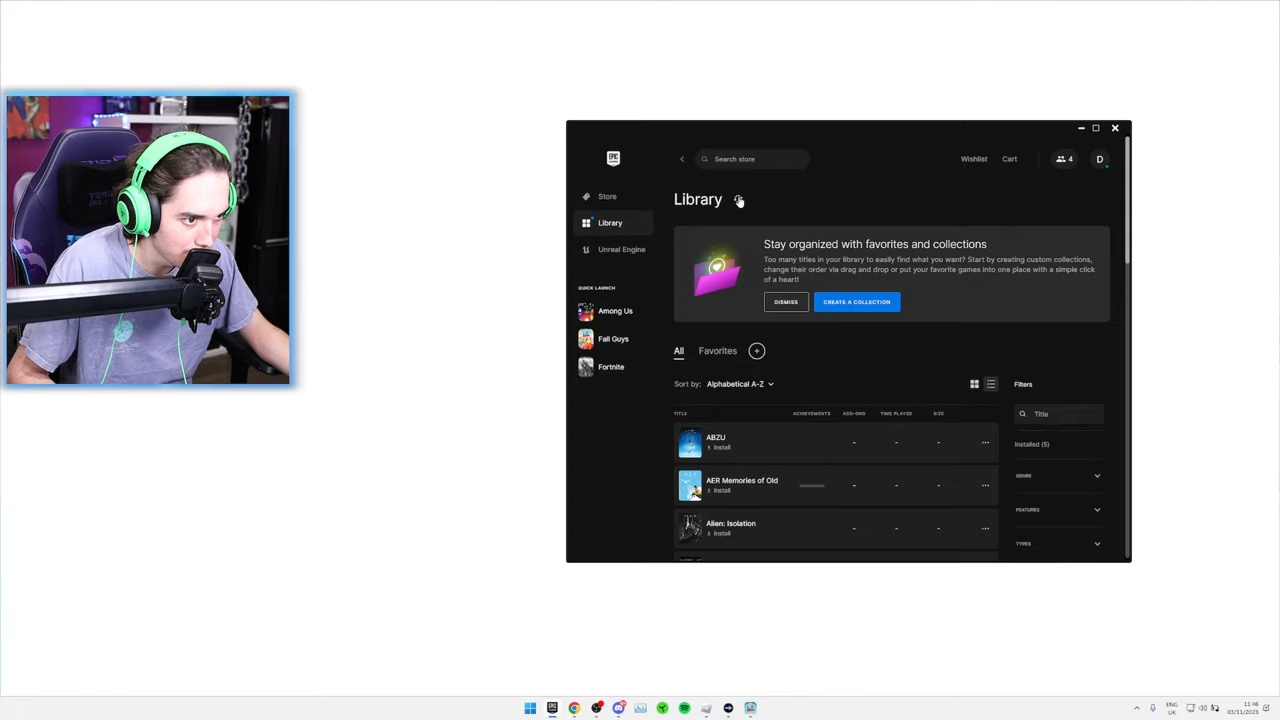 EPIC GAMES
Search store
Wishlist
Cart
4
D
Store
Library
Unreal Engine
QUICK LAUNCH
Among Us
Fall Guys
Fortnite
Library
Stay organized with favorites and collections
Too many titles in your library to easily find what you want? Start by creating custom collections,
change their order via drag and drop or put your favorite games into one place with a simple click
of a heart!
DISMISS
CREATE A COLLECTION
All
Favorites
Sort by:
Alphabetical A-Z
Filters
TITLE
ACHIEVEMENTS
ADD-ONS
TIME PLAYED
SIZE
Title
ABZU
Install
Installed (5)
AER Memories of Old
Install
GENRE
FEATURES
Alien: Isolation
Install
TYPES
ENG
UK
11:46
03/11/2023